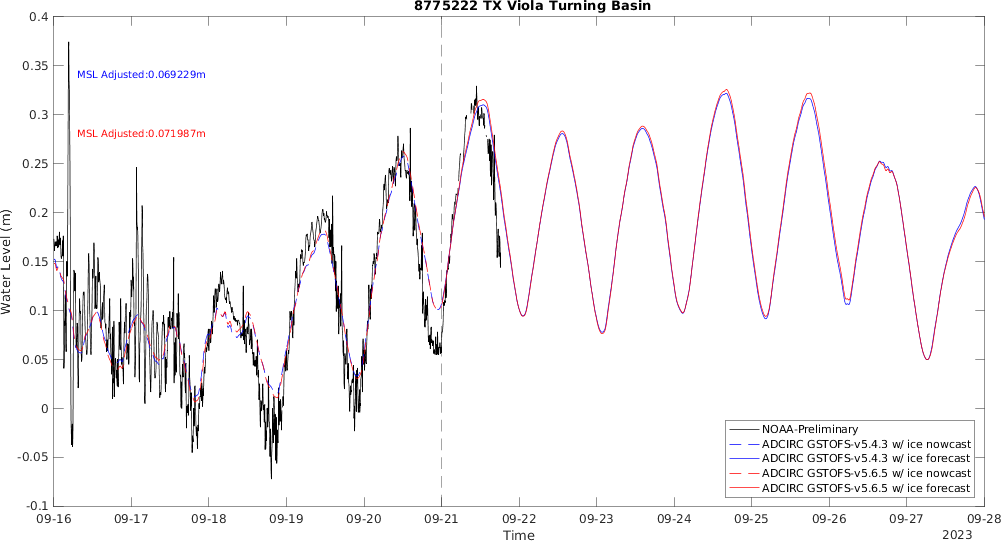 8775222 TX Viola Turning Basin
0.4
0.35
0.3
0.25
0.2
0.15
0.1
0.05
0
-0.05
-0.1
Water Level (m)
MSL Adjusted:0.069229m
MSL Adjusted:0.071987m
NOAA-Preliminary
ADCIRC GSTOFS-v5.4.3 w/ ice nowcast
ADCIRC GSTOFS-v5.4.3 w/ ice forecast
ADCIRC GSTOFS-v5.6.5 w/ ice nowcast
ADCIRC GSTOFS-v5.6.5 w/ ice forecast
09-16 09-17 09-18 09-19 09-20 09-21 09-22 09-23 09-24 09-25 09-26 09-27 09-28
Time
2023